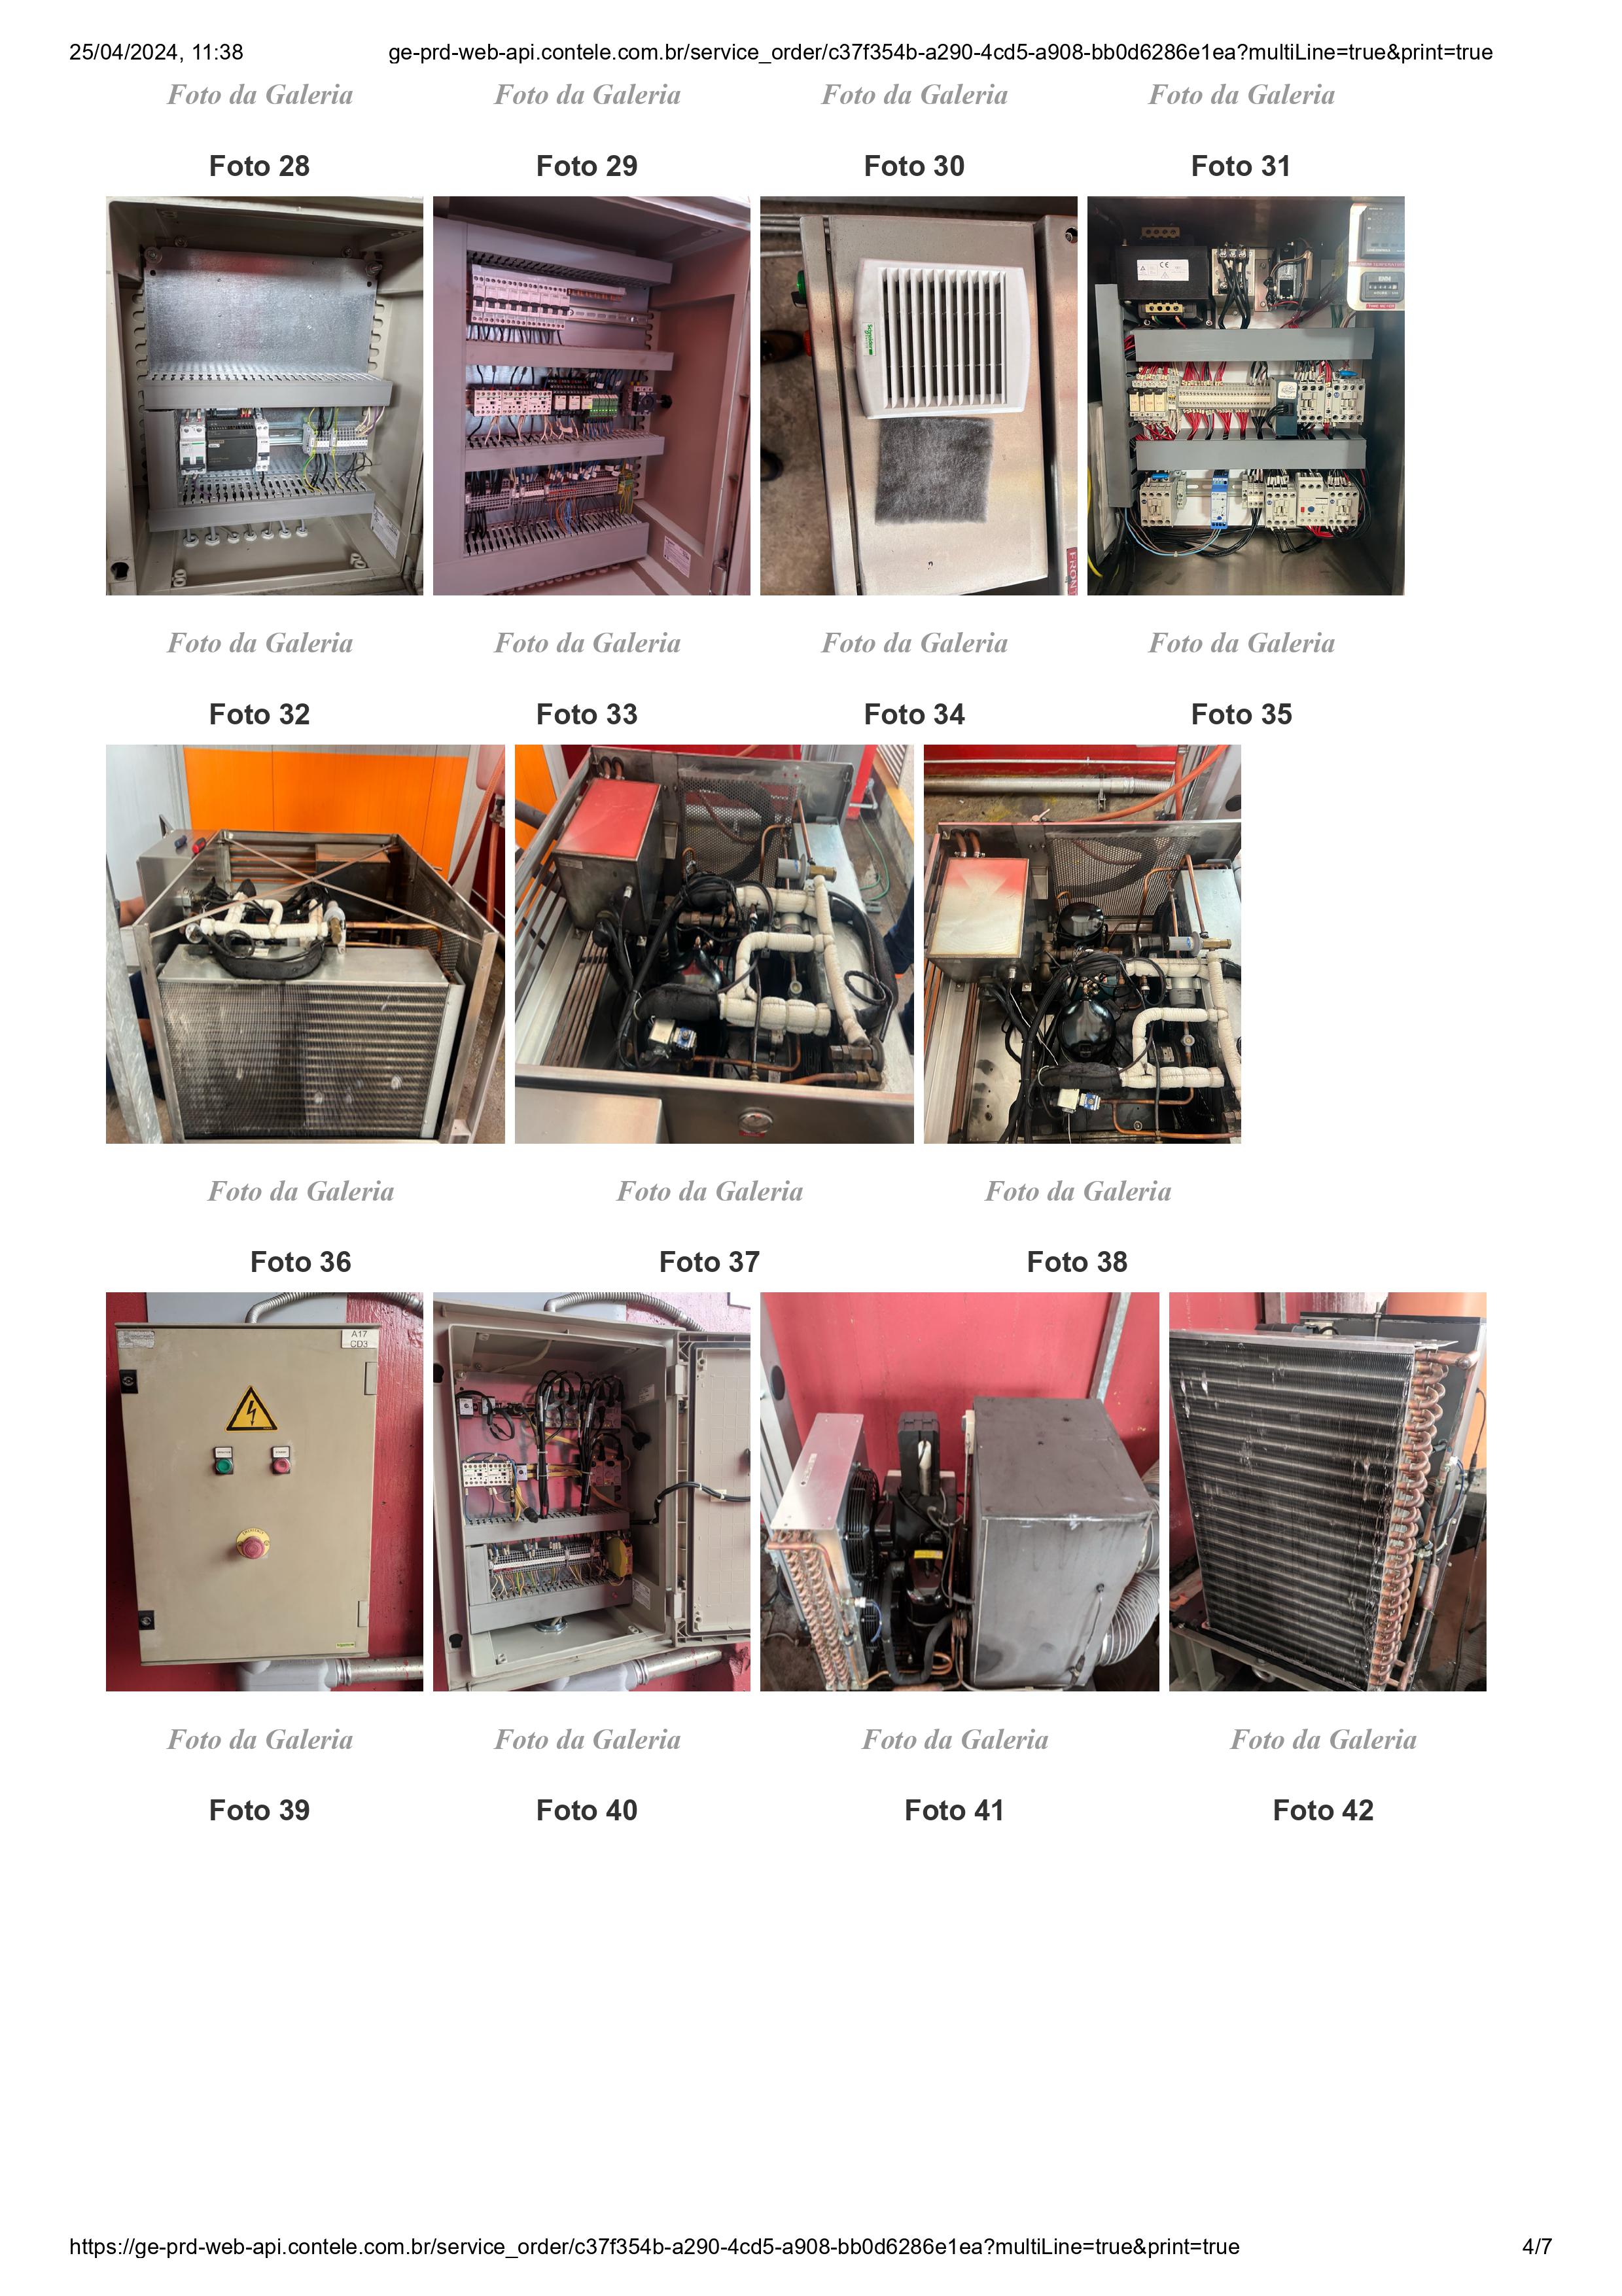 25/04/2024, 11:38 ge-prd-web-api.contele.com.br/service_order/c37f354b-a290-4cd5-a908-bb0d6286e1ea?multiLine=true&print=true
Foto da Galeria Foto da Galeria Foto da Galeria Foto da Galeria
Foto 28 Foto 29 Foto 30 Foto 31
Schneider
CE
FRON
Foto da Galeria Foto da Galeria Foto da Galeria Foto da Galeria
Foto 32 Foto 33 Foto 34 Foto 35
Foto da Galeria Foto da Galeria Foto da Galeria
Foto 36 Foto 37 Foto 38
A17
CD3
Foto da Galeria Foto da Galeria Foto da Galeria Foto da Galeria
Foto 39 Foto 40 Foto 41 Foto 42
https://ge-prd-web-api.contele.com.br/service_order/c37f354b-a290-4cd5-a908-bb0d6286e1ea?multiLine=true&print=true 4/7